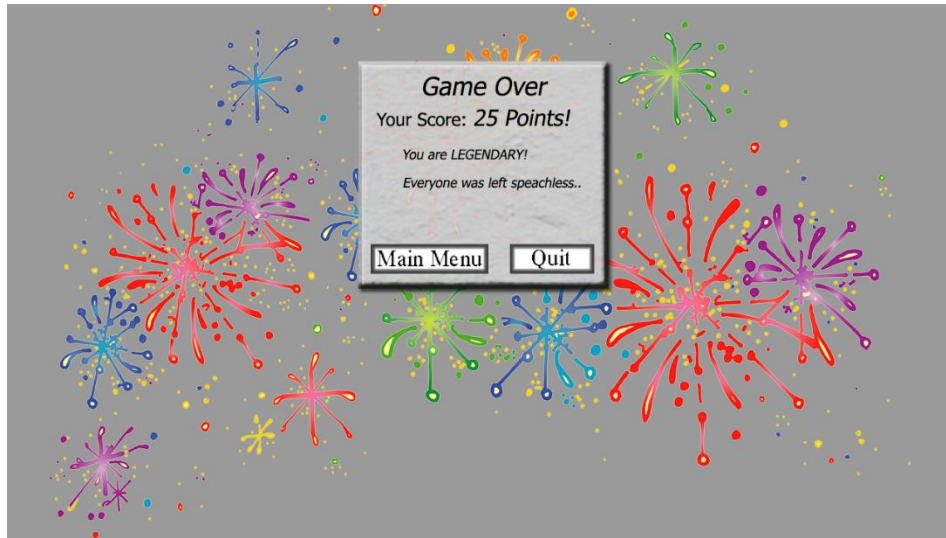 Game Over
Your Score: 25 Points!
You are LEGENDARY!
Everyone was left speachless..
Main Menu Quit